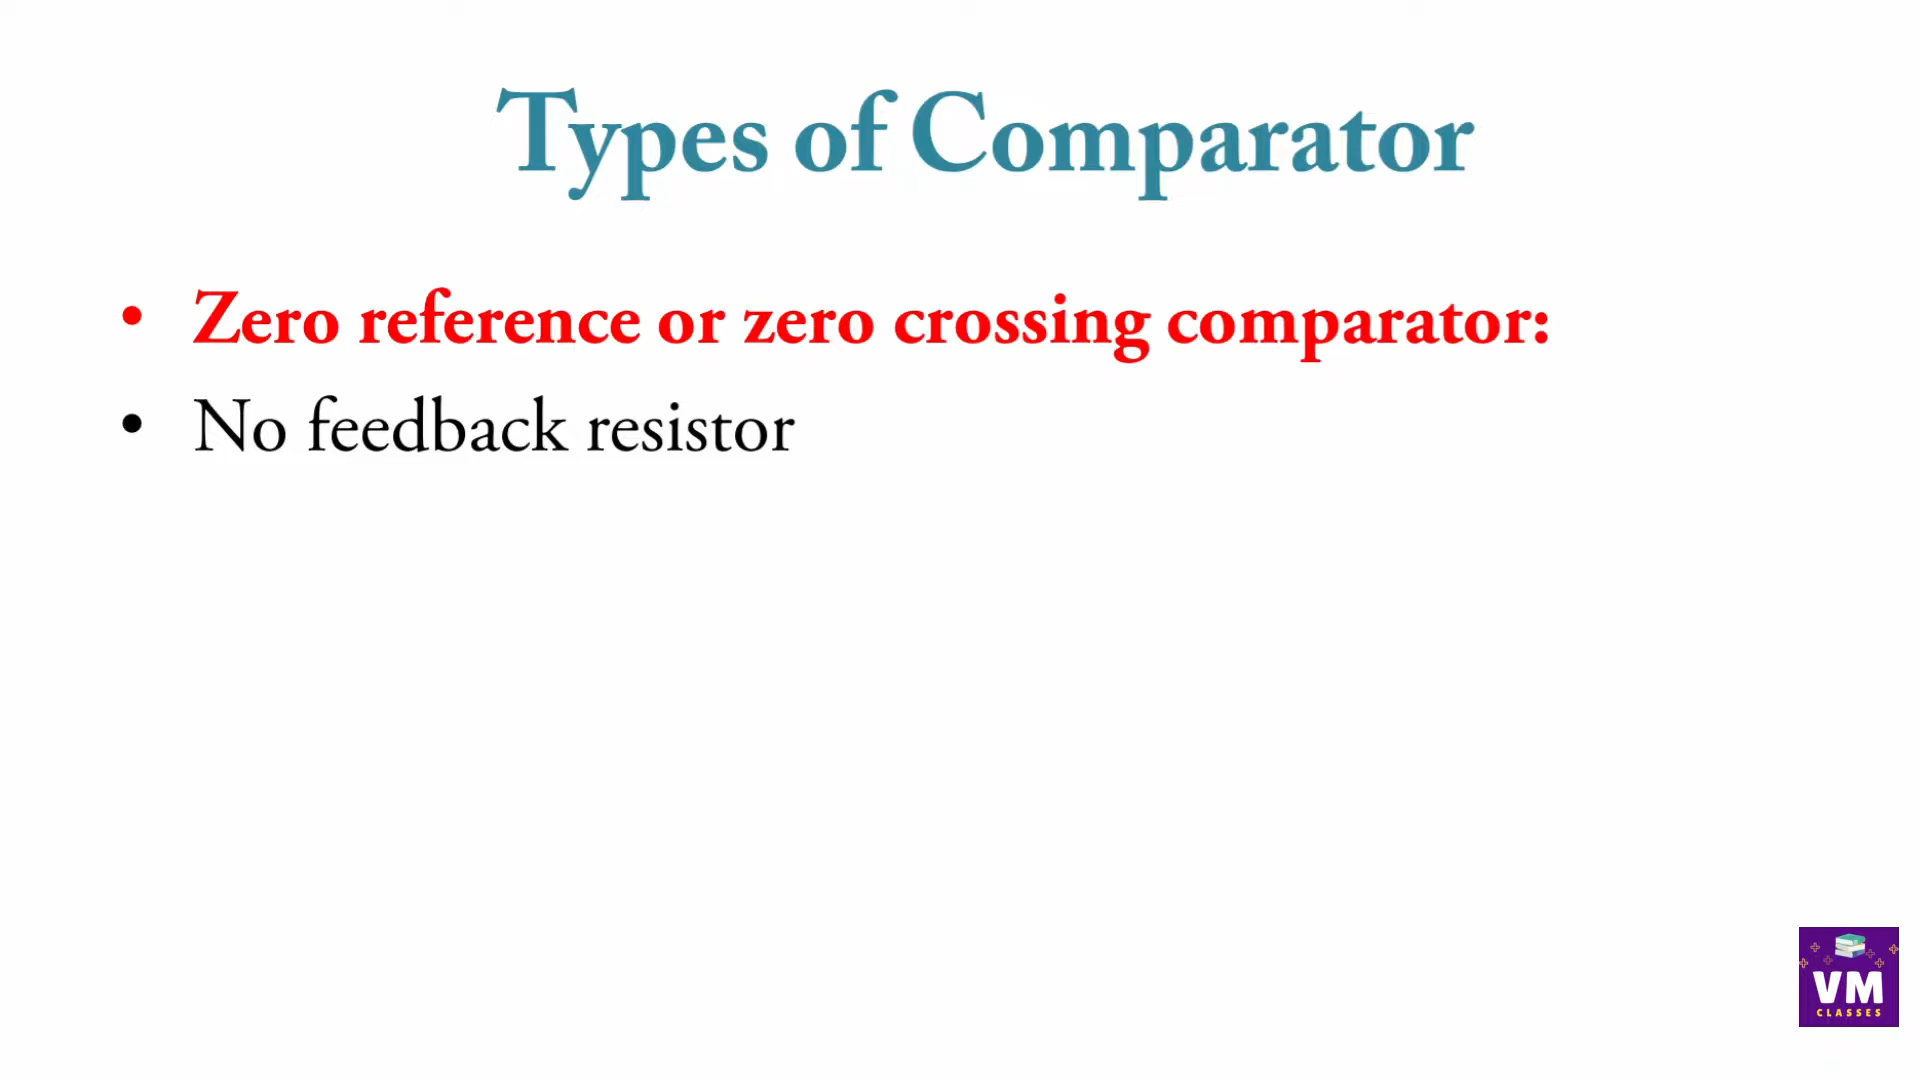 Types of Comparator
• Zero reference or zero crossing comparator:
• No feedback resistor
VM
CLASSES